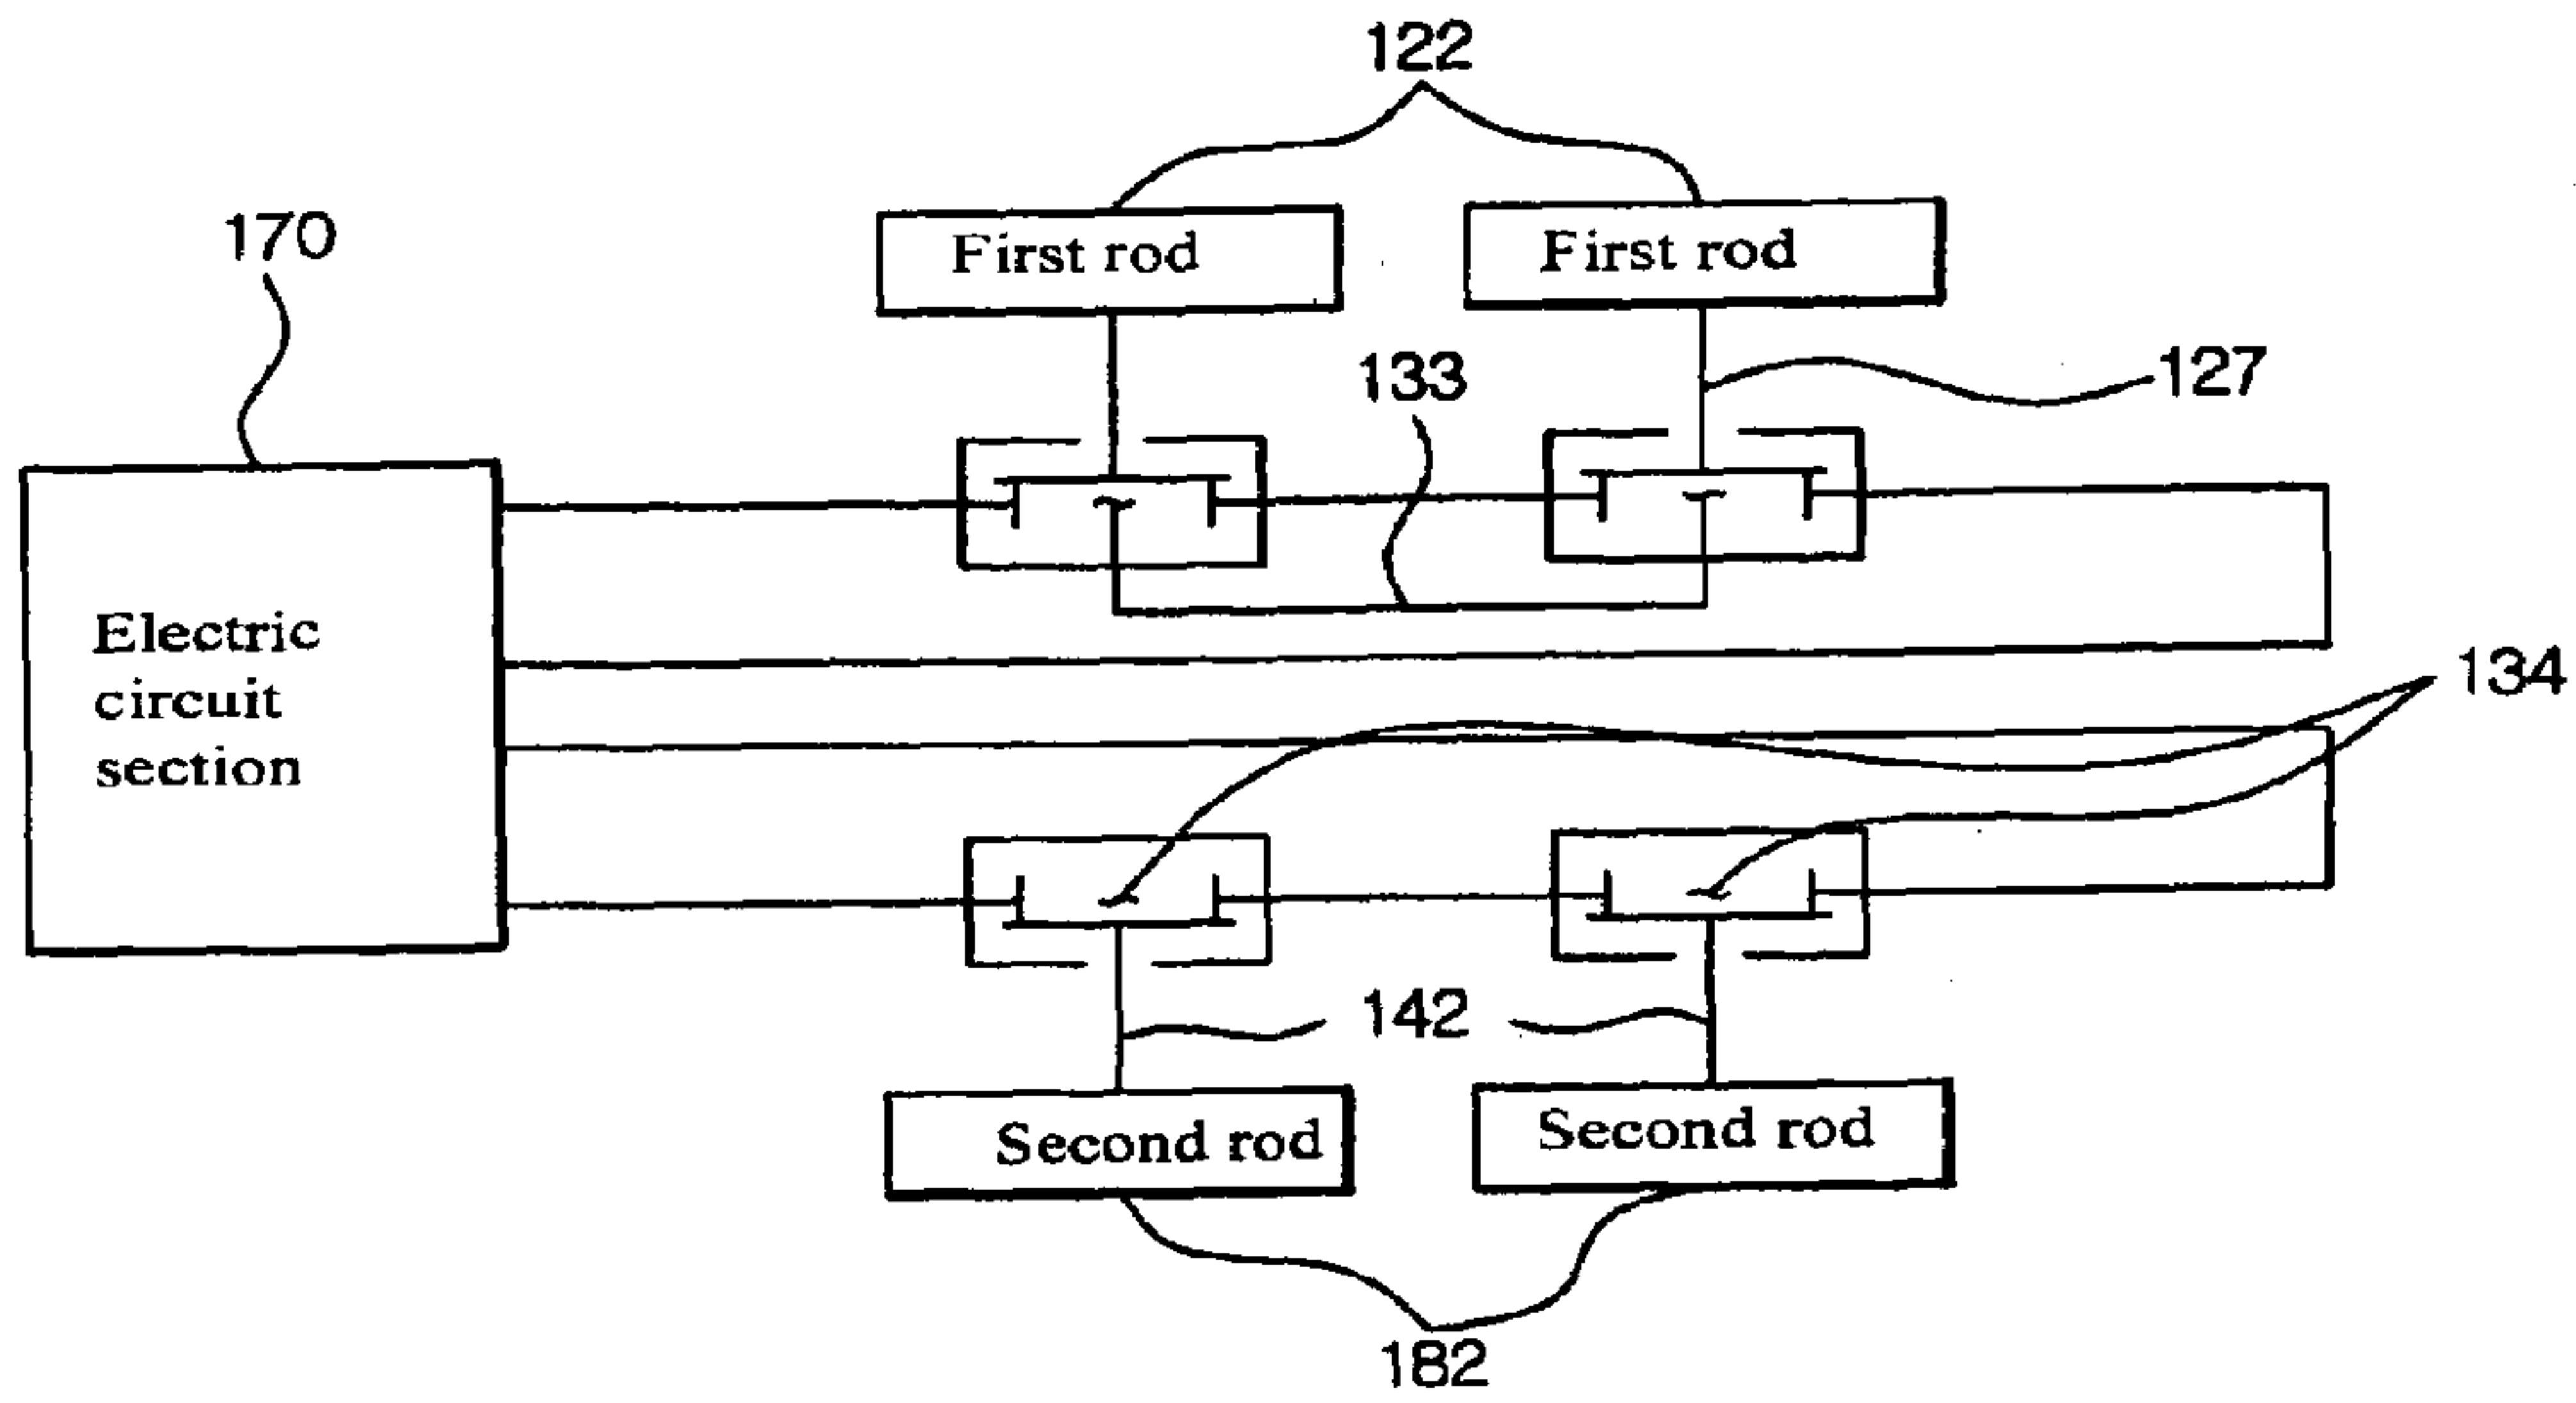 122
170
First rod
First rod
133
127
Electric
circuit
section
134
142
Second rod
Second rod
182